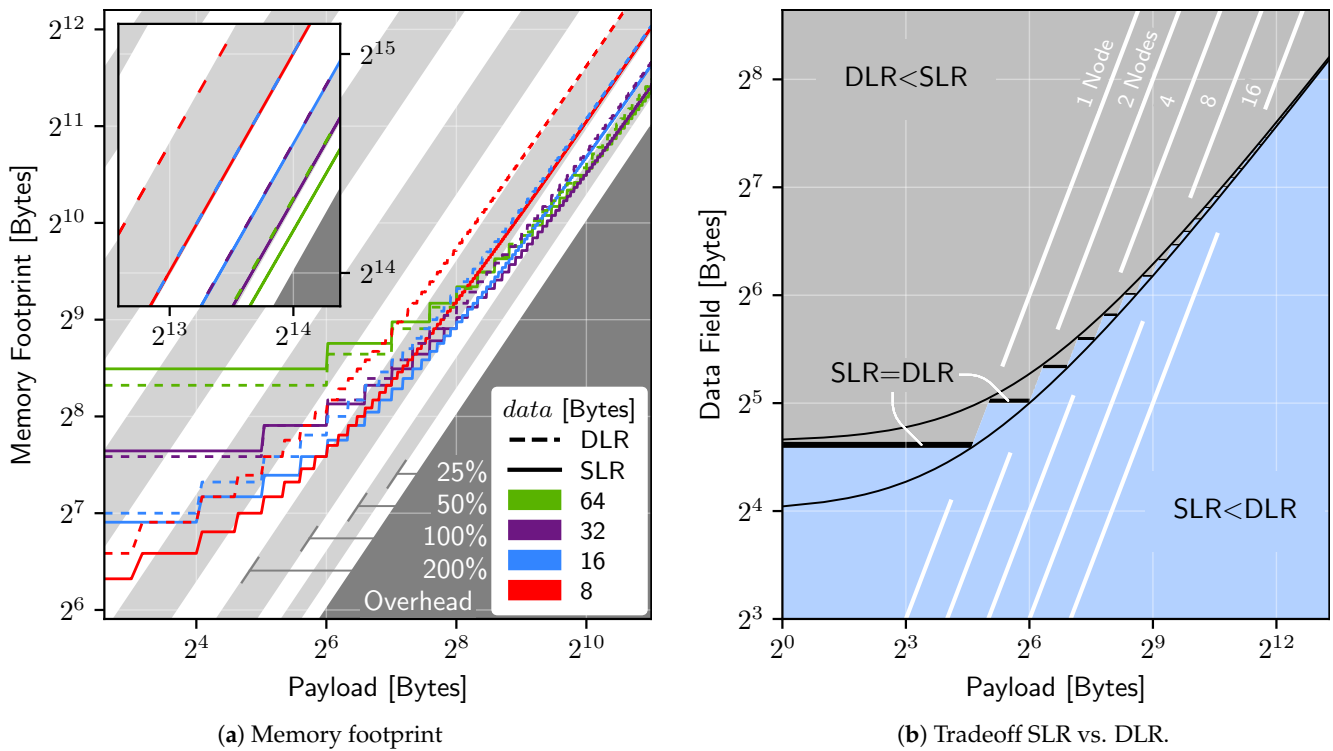 2^12
2^11
2^10
2^9
2^8
2^7
2^6
Memory Footprint [Bytes]
2^15
2^14
2^13
2^14
data [Bytes]
DLR
SLR
64
32
16
8
25%
50%
100%
200%
Overhead
2^4
2^6
2^8
2^10
Payload [Bytes]
(a) Memory footprint
2^8
2^7
2^6
2^5
2^4
2^3
Data Field [Bytes]
DLR<SLR
1 Node
2 Nodes
4
8
16
SLR=DLR
SLR<DLR
2^0
2^3
2^6
2^9
2^12
Payload [Bytes]
(b) Tradeoff SLR vs. DLR.